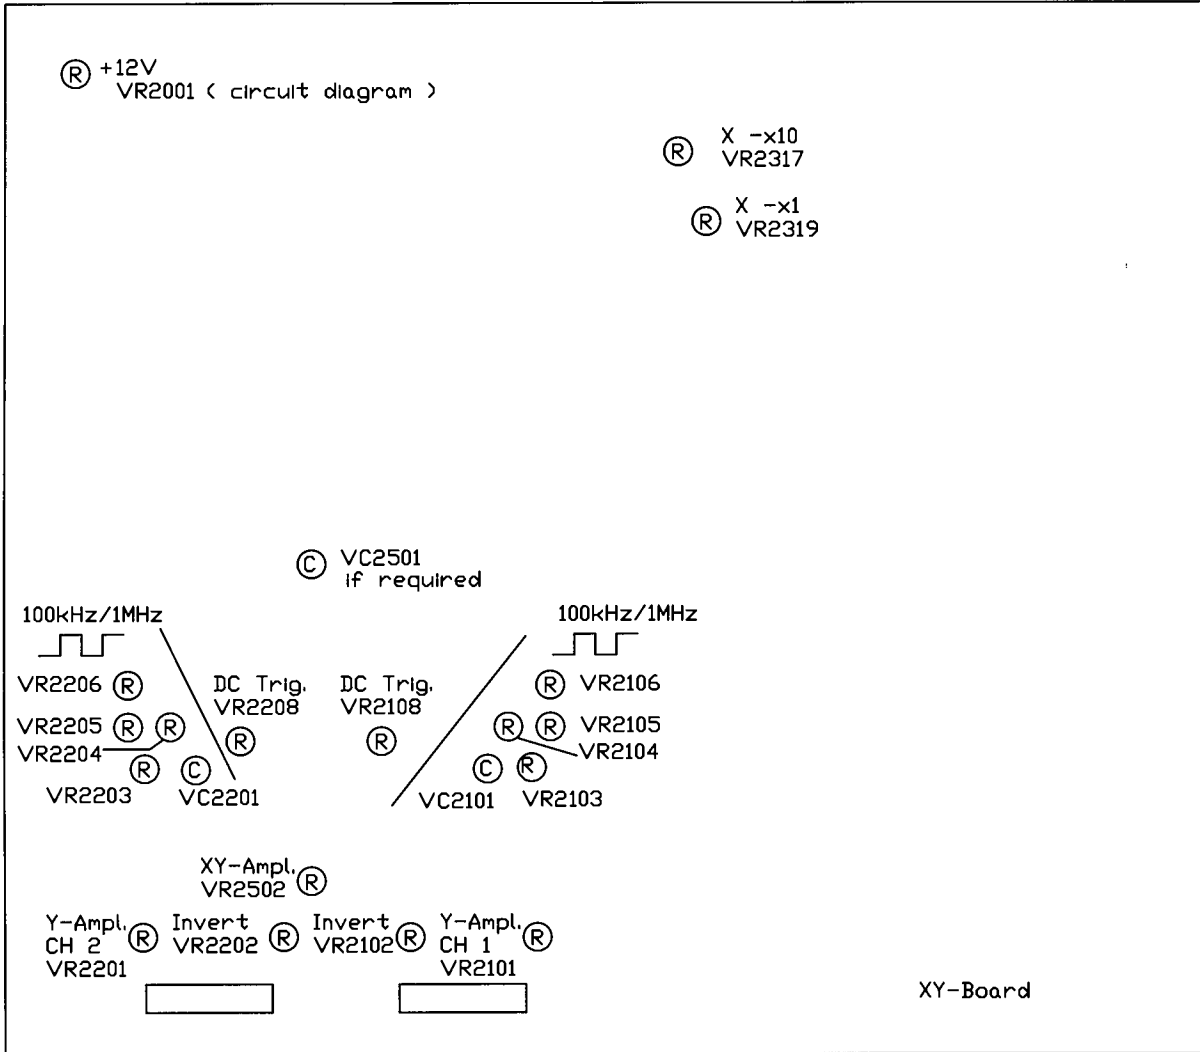 R +12V
VR2001 ( circuit diagram )
R X -x10
VR2317
R X -x1
VR2319
C VC2501
if required
100kHz/1MHz
VR2206 R
VR2205 R R
VR2204
R C
VR2203 VC2201
DC Trig.
VR2208
R
DC Trig.
VR2108
R
100kHz/1MHz
R VR2106
R R VR2105
VR2104
C R
VC2101 VR2103
XY-Ampl.
VR2502 R
Y-Ampl.
CH 2 R
VR2201
Invert
VR2202 R
Invert
VR2102 R
Y-Ampl.
CH 1 R
VR2101
XY-Board